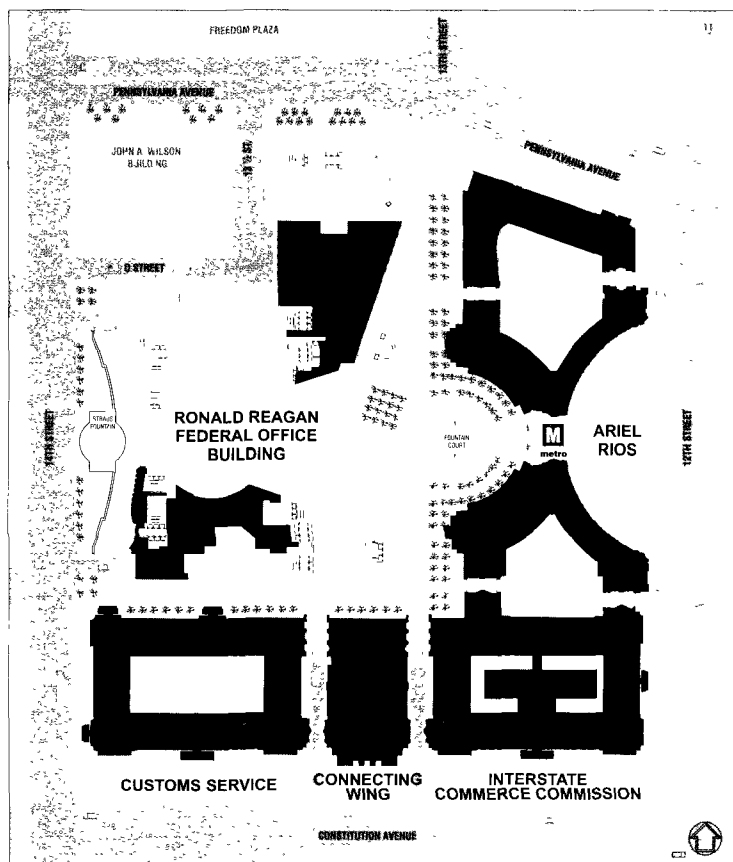 FREEDOM PLAZA
13TH STREET
PENNSYLVANIA AVENUE
JOHN A. WILSON
BUILDING
13 1/2 ST.
PENNSYLVANIA AVENUE
D STREET
14TH STREET
STRAUS
FOUNTAIN
RONALD REAGAN
FEDERAL OFFICE
BUILDING
FOUNTAIN
COURT
M
metro
ARIEL
RIOS
12TH STREET
CUSTOMS SERVICE
CONNECTING
WING
INTERSTATE
COMMERCE COMMISSION
CONSTITUTION AVENUE